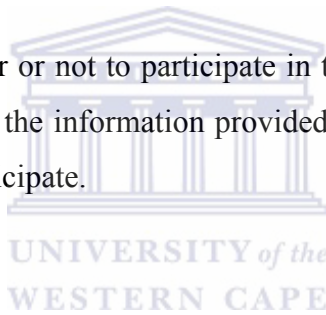 r or not to participate in t
the information provided
cipate.
UNIVERSITY of the
WESTERN CAPE